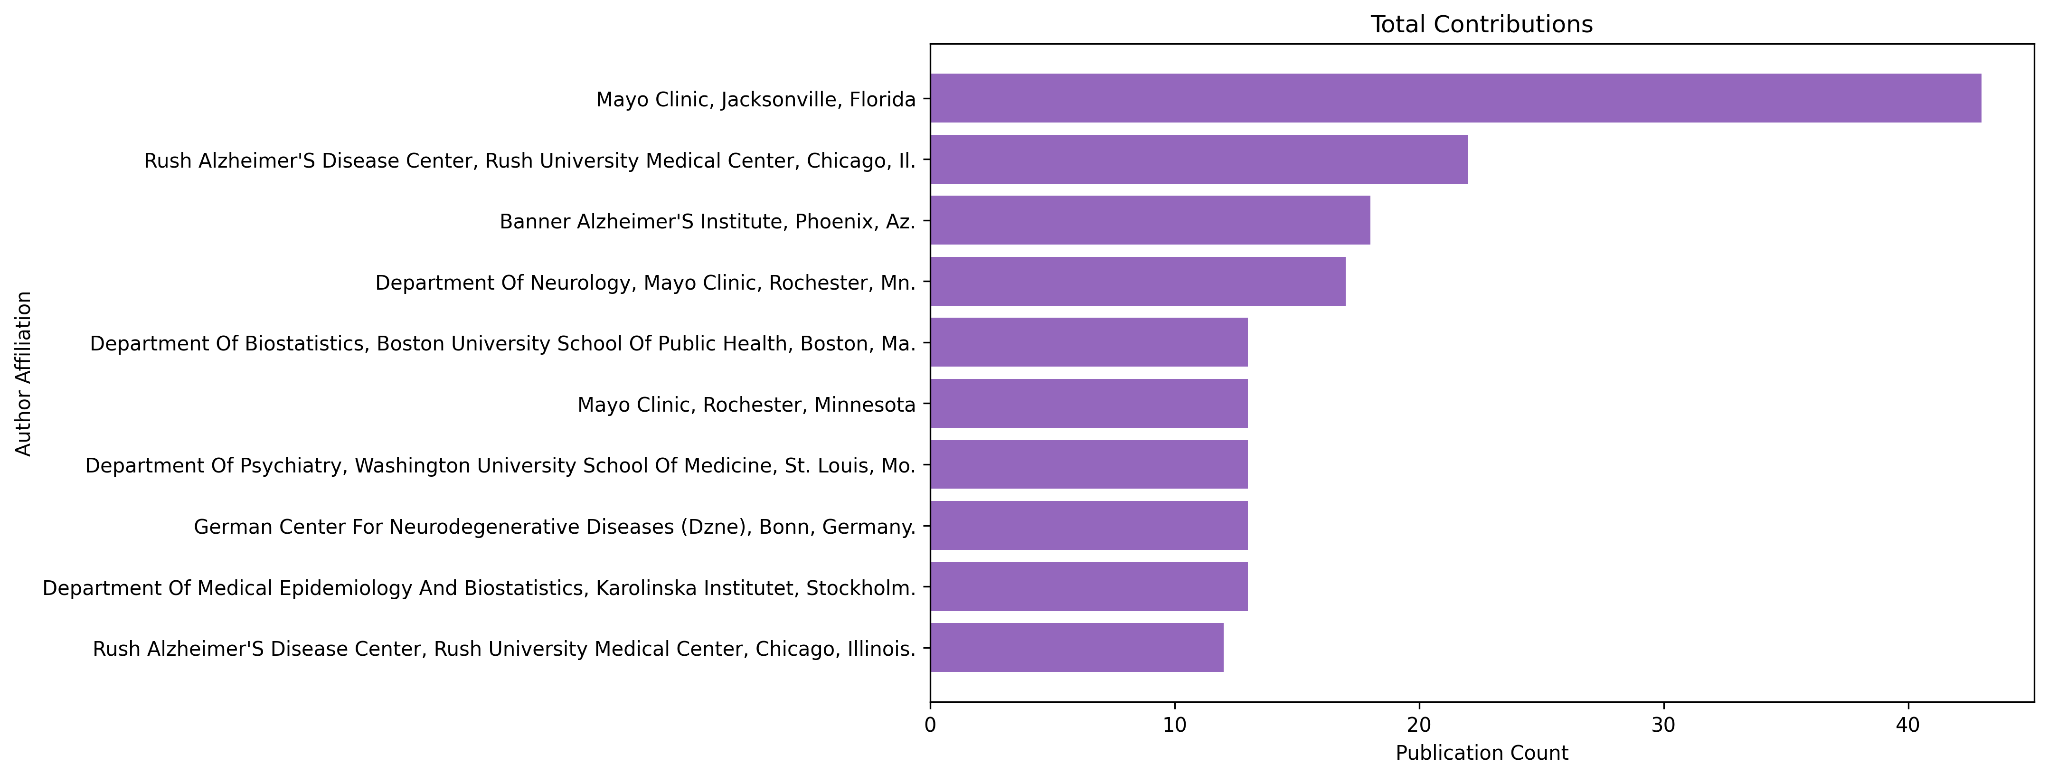 Total Contributions
Mayo Clinic, Jacksonville, Florida
Rush Alzheimer'S Disease Center, Rush University Medical Center, Chicago, Il.
Banner Alzheimer'S Institute, Phoenix, Az.
Department Of Neurology, Mayo Clinic, Rochester, Mn.
Department Of Biostatistics, Boston University School Of Public Health, Boston, Ma.
Mayo Clinic, Rochester, Minnesota
Department Of Psychiatry, Washington University School Of Medicine, St. Louis, Mo.
German Center For Neurodegenerative Diseases (Dzne), Bonn, Germany.
Department Of Medical Epidemiology And Biostatistics, Karolinska Institutet, Stockholm.
Rush Alzheimer'S Disease Center, Rush University Medical Center, Chicago, Illinois.
Author Affiliation
0 10 20 30 40
Publication Count